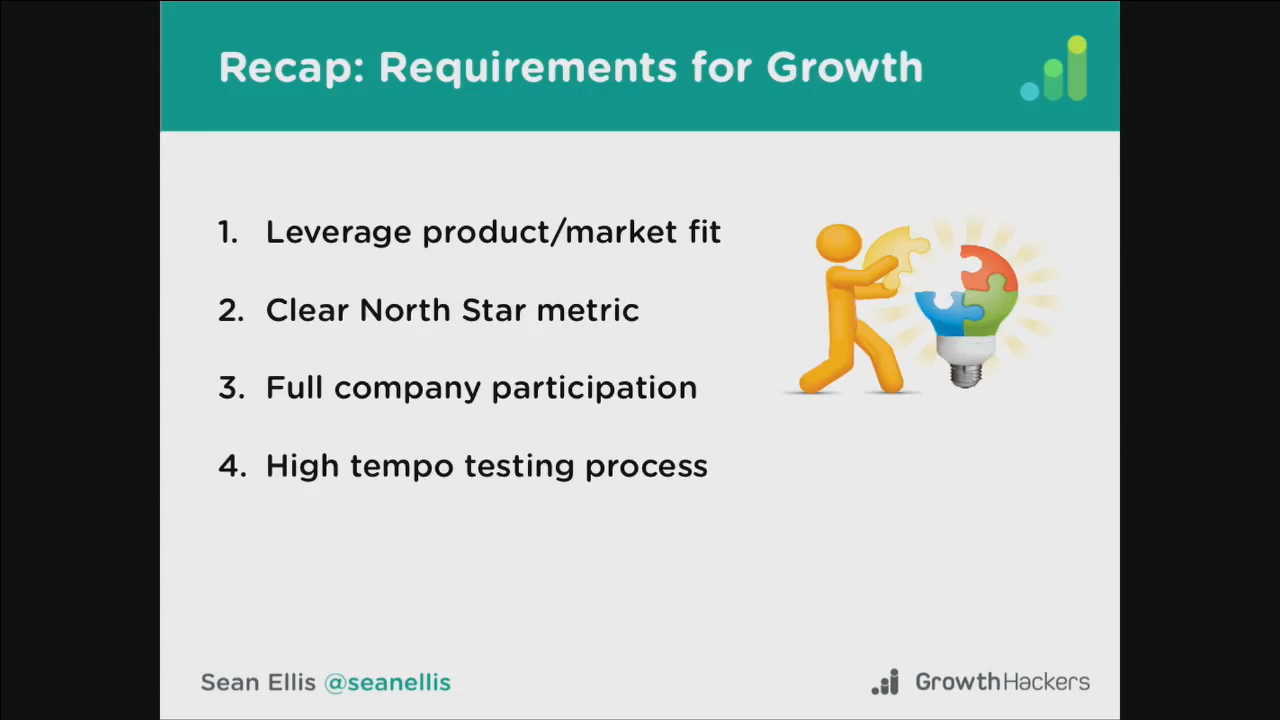 Recap: Requirements for Growth
1. Leverage product/market fit
2. Clear North Star metric
3. Full company participation
4. High tempo testing process
Sean Ellis @seanellis
GrowthHackers